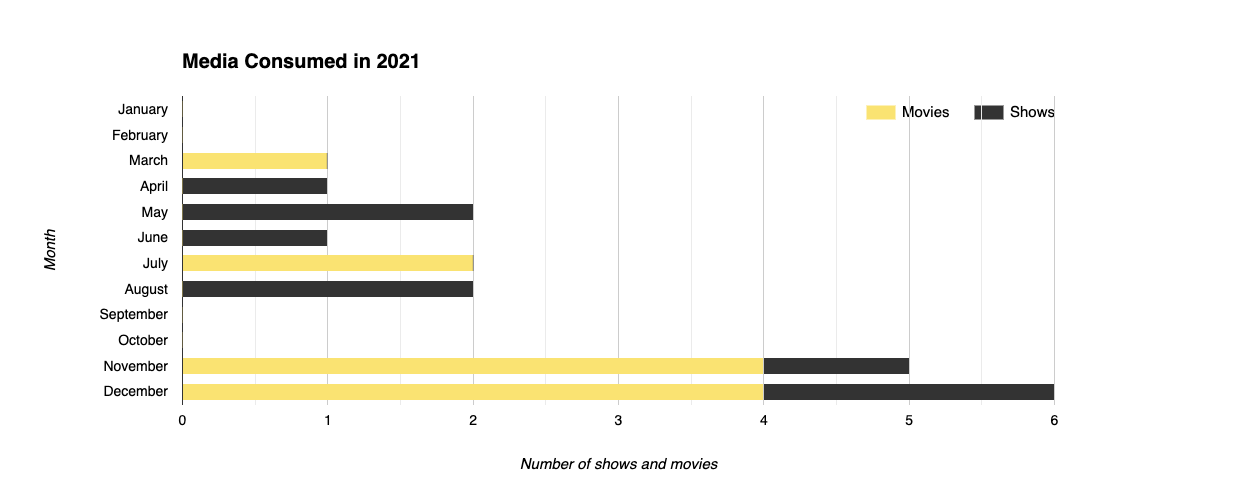 Media Consumed in 2021
Movies
Shows
January
February
March
April
May
June
July
August
September
October
November
December
Month
0 1 2 3 4 5 6
Number of shows and movies